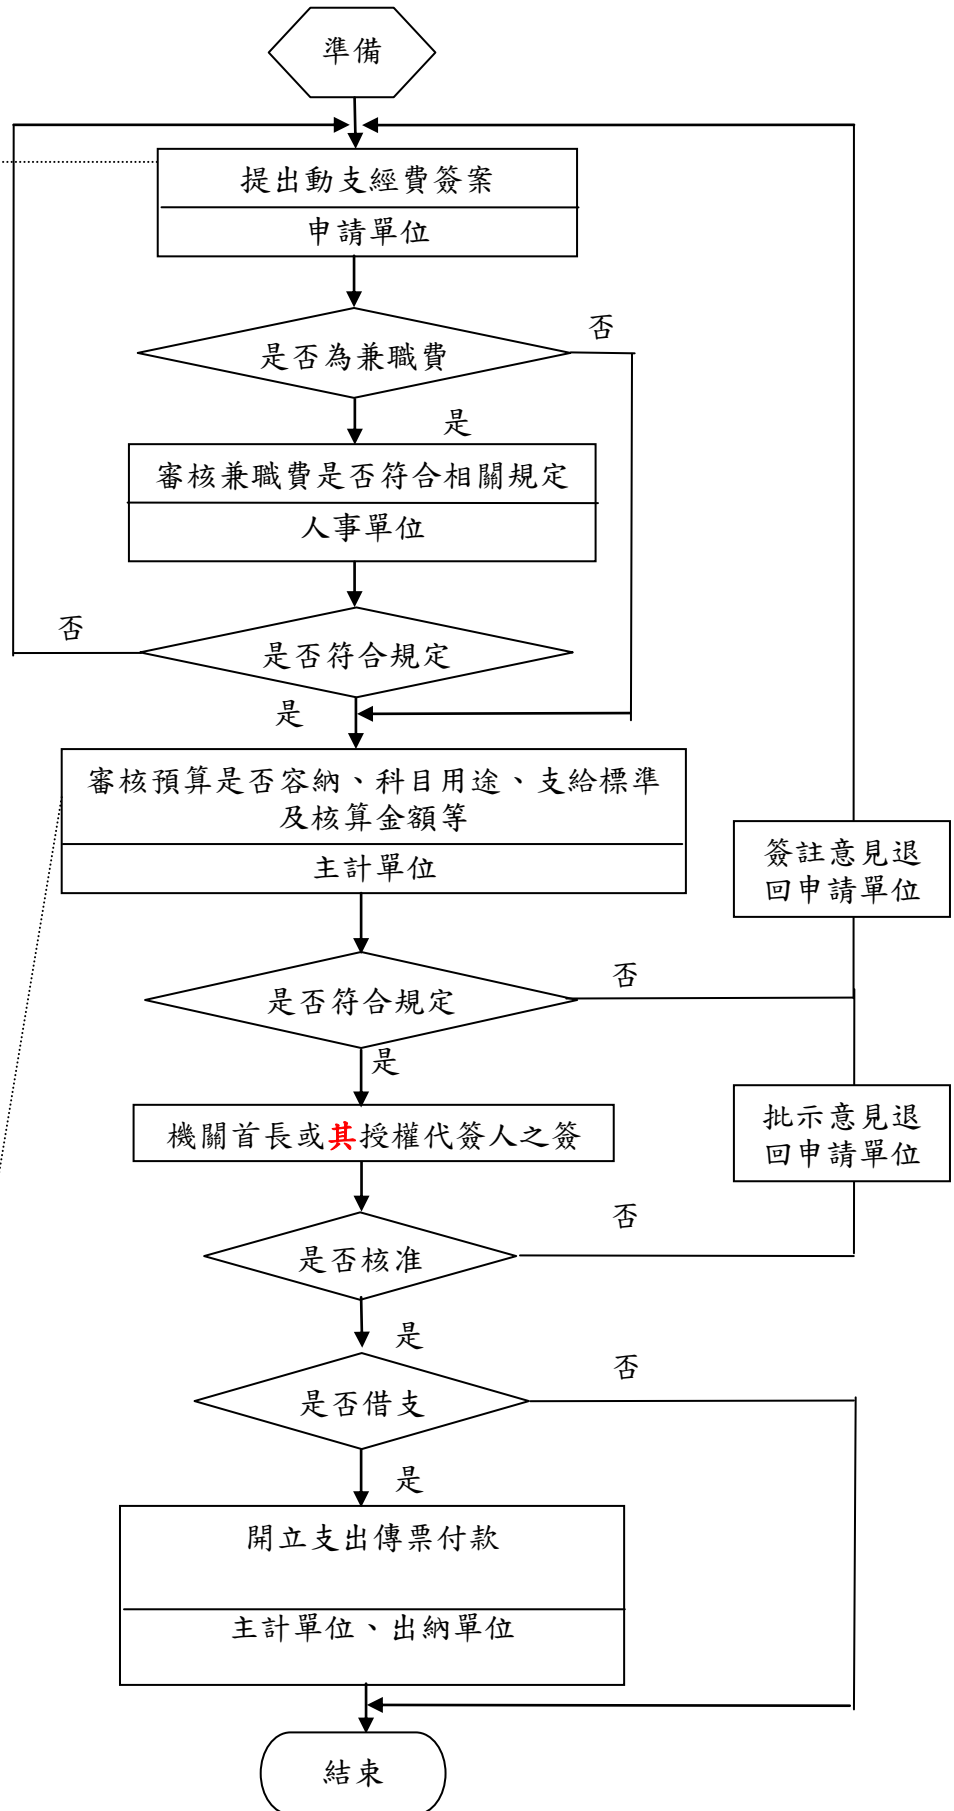 準備
提出動支經費簽案
申請單位
否
是否為兼職費
是
審核兼職費是否符合相關規定
人事單位
否
是否符合規定
是
審核預算是否容納、科目用途、支給標準
及核算金額等
主計單位
簽註意見退
回申請單位
否
是否符合規定
是
機關首長或其授權代簽人之簽
批示意見退
回申請單位
否
是否核准
是
否
是否借支
是
開立支出傳票付款
主計單位、出納單位
結束